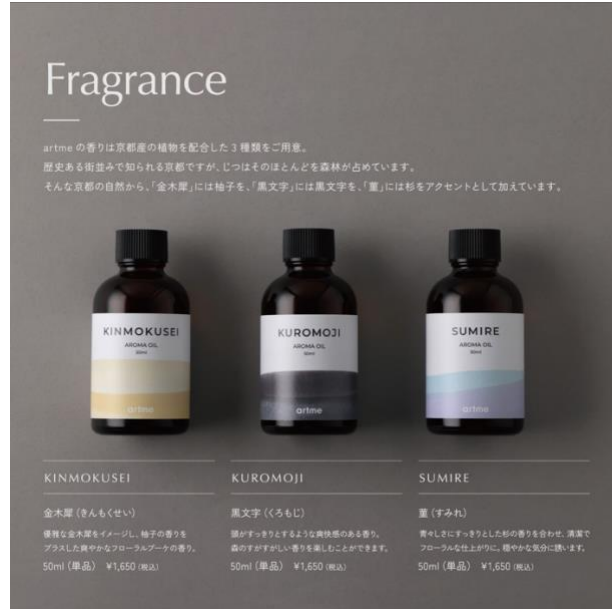 Fragrance
artme の香りは京都産の植物を配合した3種類をご用意。
歴史ある街並みで知られる京都ですが、じつはそのほとんどを森林が占めています。
そんな京都の自然から、「金木犀」には柚子を、「黒文字」には黒文字を、「菫」には杉をアクセントとして加えています。
KINMOKUSEI
AROMA OIL
50ml
artme
KUROMOJI
AROMA OIL
50ml
artme
SUMIRE
AROMA OIL
50ml
artme
KINMOKUSEI
金木犀（きんもくせい）
優雅な金木犀をイメージし、柚子の香りを
プラスした爽やかなフローラルブーケの香り。
50ml（単品） ¥1,650（税込）
KUROMOJI
黒文字（くろもじ）
頭がすっきりとするような爽快感のある香り。
森のすがすがしい香りを楽しむことができます。
50ml（単品） ¥1,650（税込）
SUMIRE
菫（すみれ）
青々しさにすっきりとした杉の香りを合わせ、清潔で
フローラルな仕上がりに。穏やかな気分に誘います。
50ml（単品） ¥1,650（税込）